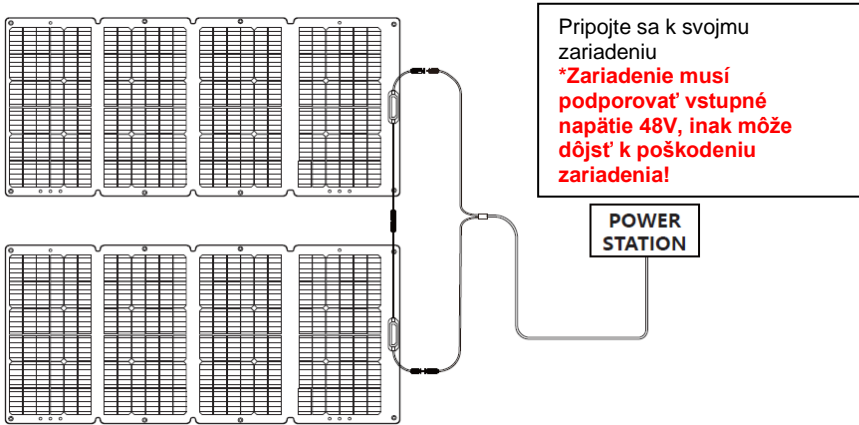 Pripojte sa k svojmu
zariadeniu
*Zariadenie musí
podporovať vstupné
napätie 48V, inak môže
dôjsť k poškodeniu
zariadenia!
POWER
STATION